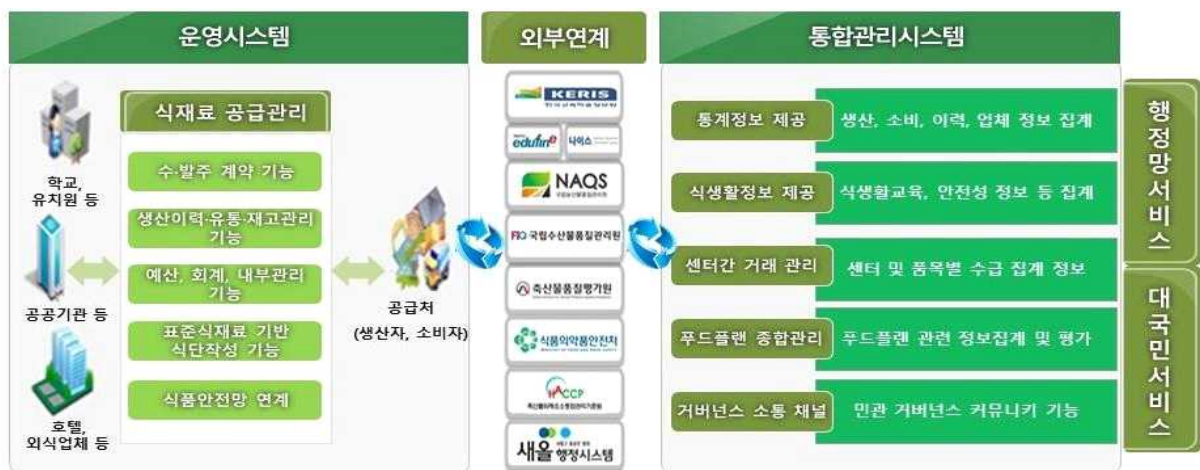 운영시스템
학교,
유치원 등
공공기관 등
호텔,
외식업체 등
식재료 공급관리
수·발주 계약 기능
생산이력·유통·재고관리
기능
예산, 회계, 내부관리
기능
표준식재료 기반
식단작성 기능
식품안전망 연계
공급처
(생산자, 소비자)
외부연계
KERIS
edufine
나이스
NAQS
국립농산물품질관리원
FIQ 국립수산물품질관리원
축산물품질평가원
식품의약품안전처
HACCP
새올 행정시스템
통합관리시스템
통계정보 제공
생산, 소비, 이력, 업체 정보 집계
식생활정보 제공
식생활교육, 안전성 정보 등 집계
센터간 거래 관리
센터 및 품목별 수급 집계 정보
푸드플랜 종합관리
푸드플랜 관련 정보집계 및 평가
거버넌스 소통 채널
민관 거버넌스 커뮤니키 기능
행정망서비스
대국민서비스